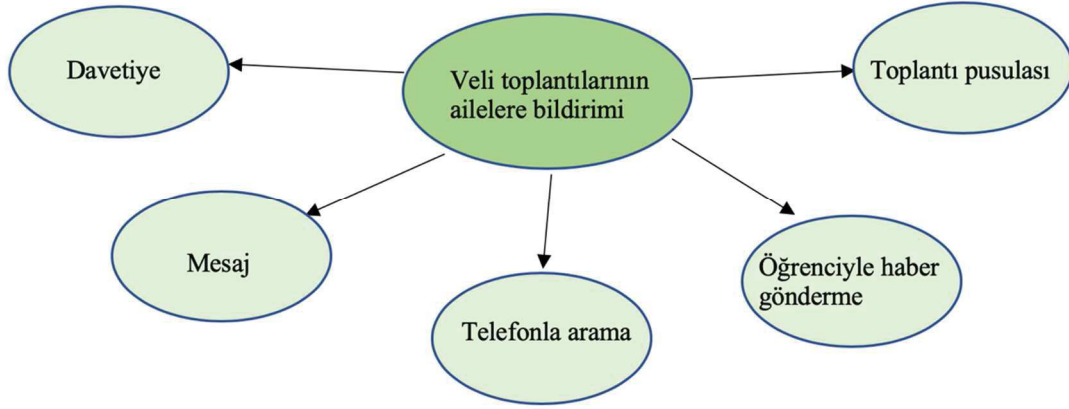 Davetiye
Veli toplantılarının
ailelere bildirimi
Toplantı pusulası
Mesaj
Telefonla arama
Öğrenciyle haber
gönderme